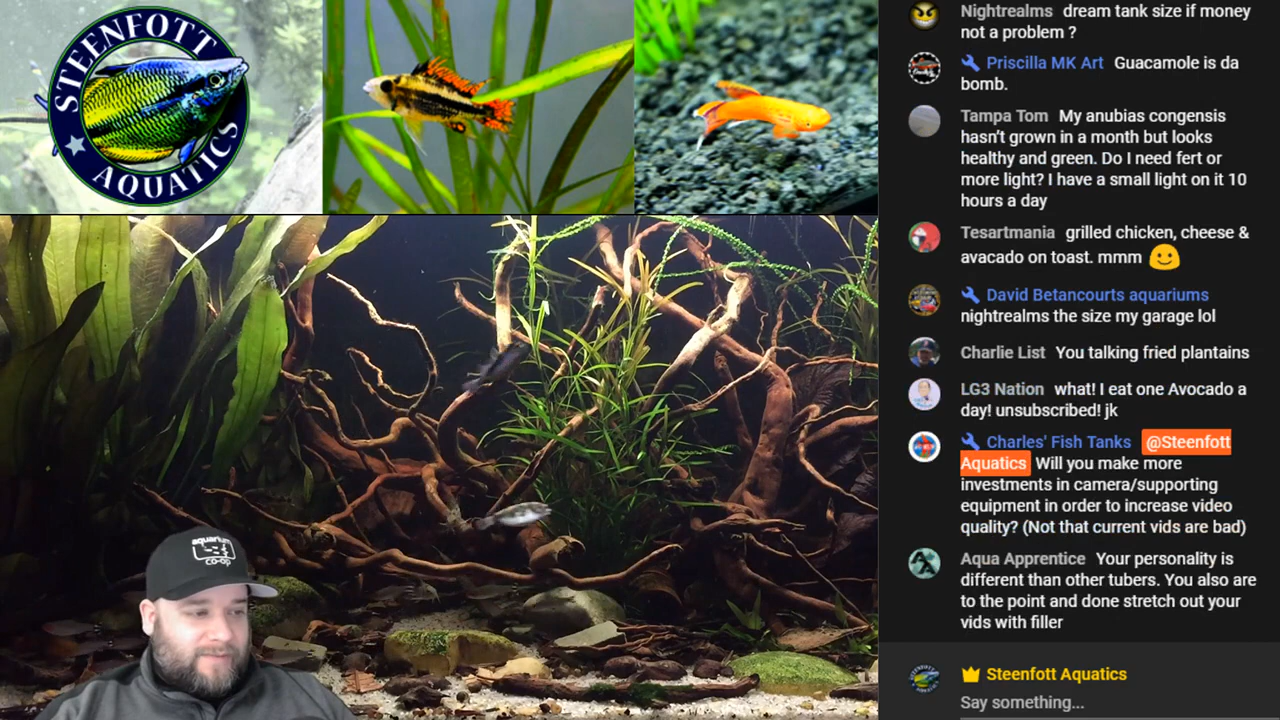 STEENFOTT
AQUATICS
aquarium
co-op
Nightrealms dream tank size if money
not a problem ?
Priscilla MK Art Guacamole is da
bomb.
Tampa Tom My anubias congensis
hasn't grown in a month but looks
healthy and green. Do I need fert or
more light? I have a small light on it 10
hours a day
Tesartmania grilled chicken, cheese &
avacado on toast. mmm
David Betancourts aquariums
nightrealms the size my garage lol
Charlie List You talking fried plantains
LG3 Nation what! I eat one Avocado a
day! unsubscribed! jk
Charles' Fish Tanks @Steenfott
Aquatics Will you make more
investments in camera/supporting
equipment in order to increase video
quality? (Not that current vids are bad)
Aqua Apprentice Your personality is
different than other tubers. You also are
to the point and done stretch out your
vids with filler
Steenfott Aquatics
Say something...